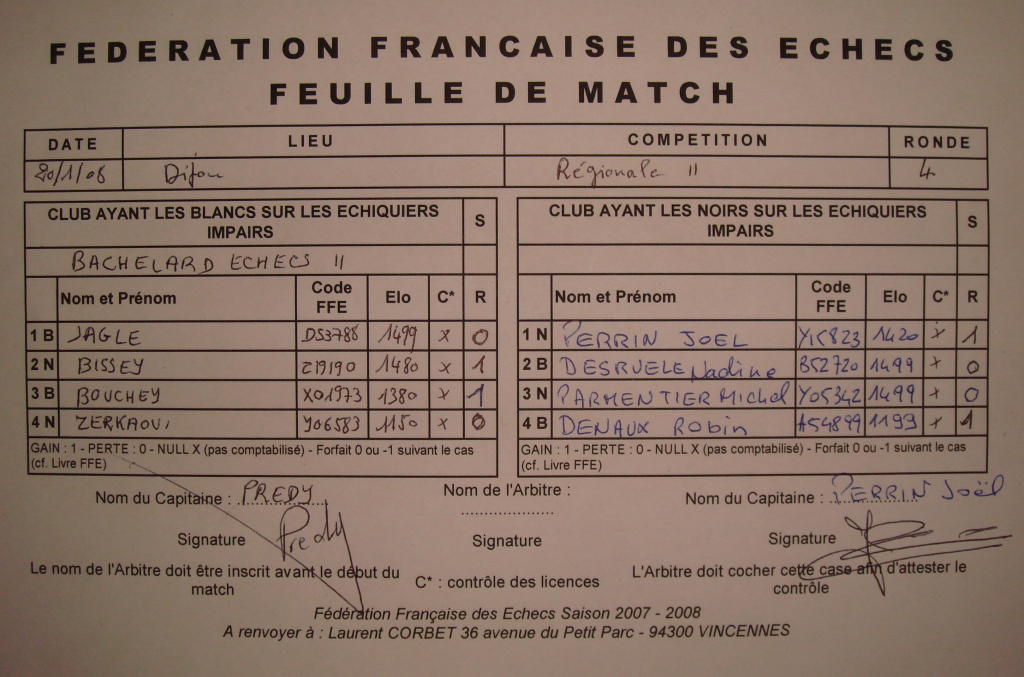 FEDERATION FRANCAISE DES ECHECS
FEUILLE DE MATCH
DATE LIEU COMPETITION RONDE
20/1/08 Dijon Régionale II 4
CLUB AYANT LES BLANCS SUR LES ECHIQUIERS IMPAIRS S
BACHELARD ECHECS II
Nom et Prénom Code FFE Elo C* R
1 B JAGLE D53788 1499 x 0
2 N BISSEY Z19190 1480 x 1
3 B BOUCHEY X01973 1380 x 1
4 N ZERKAOUI Y06583 1150 x 0
GAIN : 1 - PERTE : 0 - NULL X (pas comptabilisé) - Forfait 0 ou -1 suivant le cas
(cf. Livre FFE)
CLUB AYANT LES NOIRS SUR LES ECHIQUIERS IMPAIRS S
Nom et Prénom Code FFE Elo C* R
1 N PERRIN JOEL Y15823 1420 x 1
2 B DESRUELE Nadine B52720 1499 x 0
3 N PARMENTIER Michel Y05342 1499 x 0
4 B DENAUX Robin A54899 1199 x 1
GAIN : 1 - PERTE : 0 - NULL X (pas comptabilisé) - Forfait 0 ou -1 suivant le cas
(cf. Livre FFE)
Nom du Capitaine : PREDY
Signature Predy
Nom de l'Arbitre :
Signature
Nom du Capitaine : PERRIN Joël
Signature
Le nom de l'Arbitre doit être inscrit avant le début du
match
C* : contrôle des licences
L'Arbitre doit cocher cette case afin d'attester le
contrôle
Fédération Française des Echecs Saison 2007 - 2008
A renvoyer à : Laurent CORBET 36 avenue du Petit Parc - 94300 VINCENNES